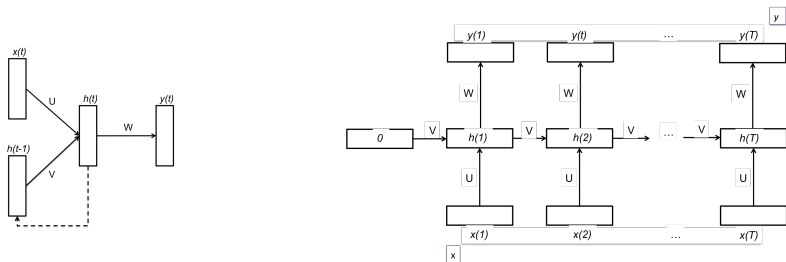 x(t)
U
h(t)
y(t)
W
h(t-1)
V
y
y(1) y(t) … y(T)
W W W
0 V h(1) V h(2) V … V h(T)
U U U
x(1) x(2) … x(T)
x